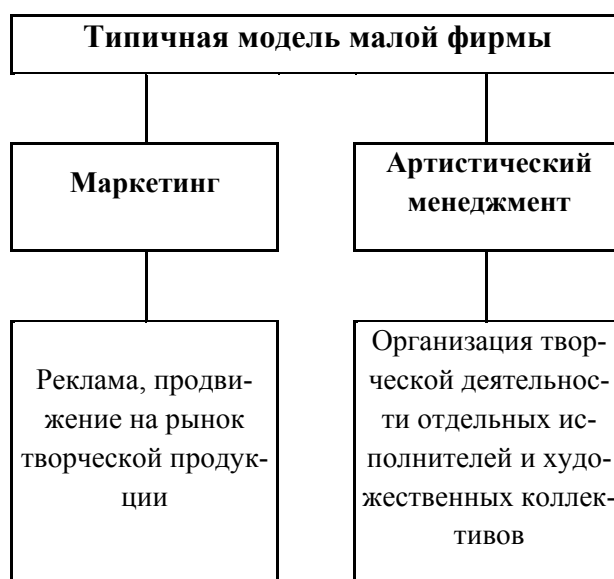 Типичная модель малой фирмы
Маркетинг
Артистический
менеджмент
Реклама, продви-
жение на рынок
творческой продук-
ции
Организация твор-
ческой деятельнос-
ти отдельных ис-
полнителей и худо-
жественных коллек-
тивов